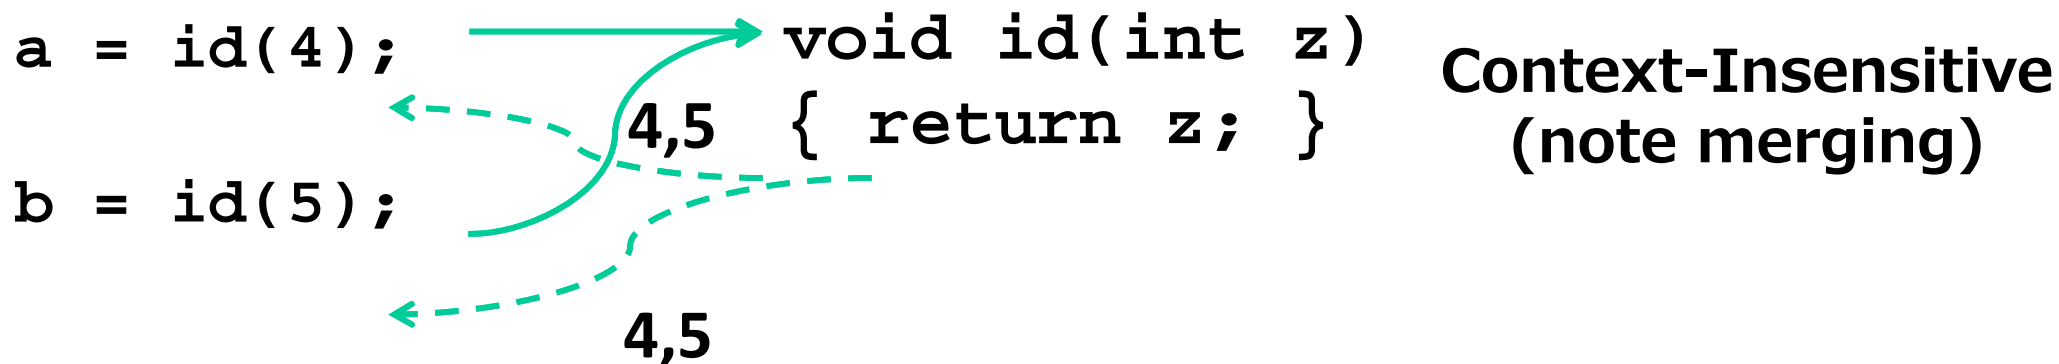 a = id(4);
void id(int z)
{ return z; }
4,5
b = id(5);
4,5
Context-Insensitive
(note merging)